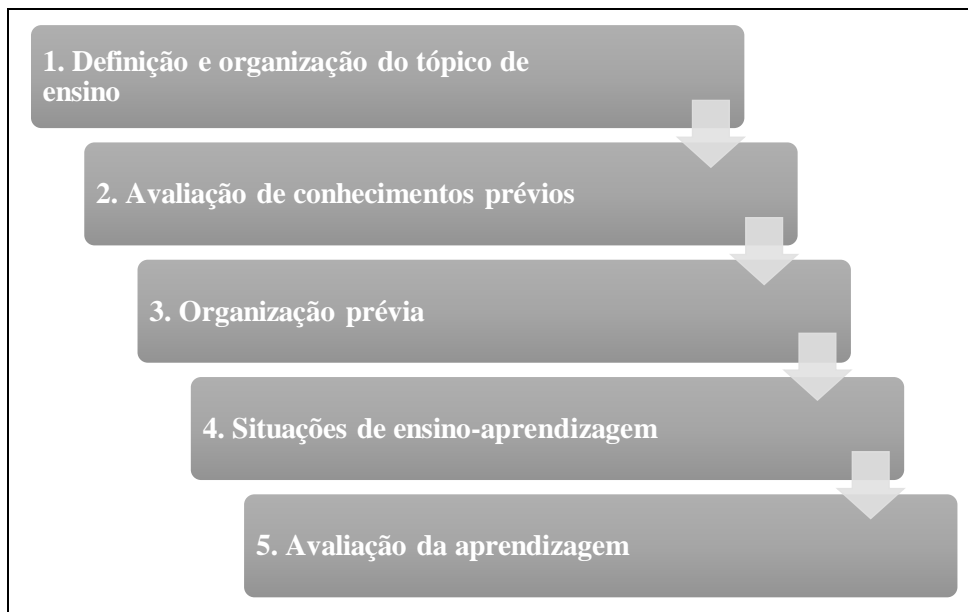 1. Definição e organização do tópico de
ensino
2. Avaliação de conhecimentos prévios
3. Organização prévia
4. Situações de ensino-aprendizagem
5. Avaliação da aprendizagem